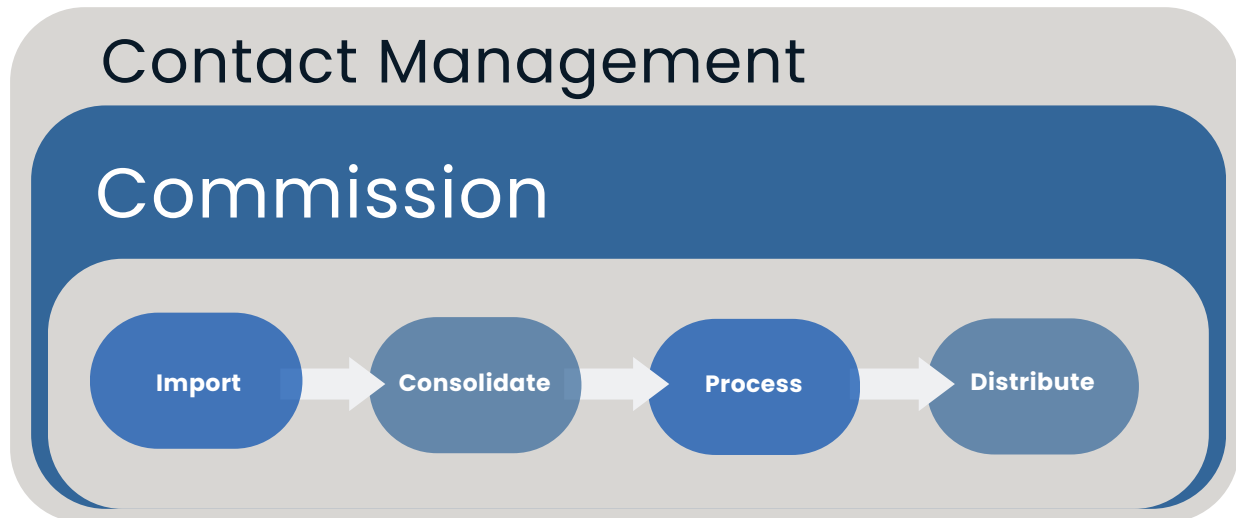 Contact Management
Commission
Import
Consolidate
Process
Distribute